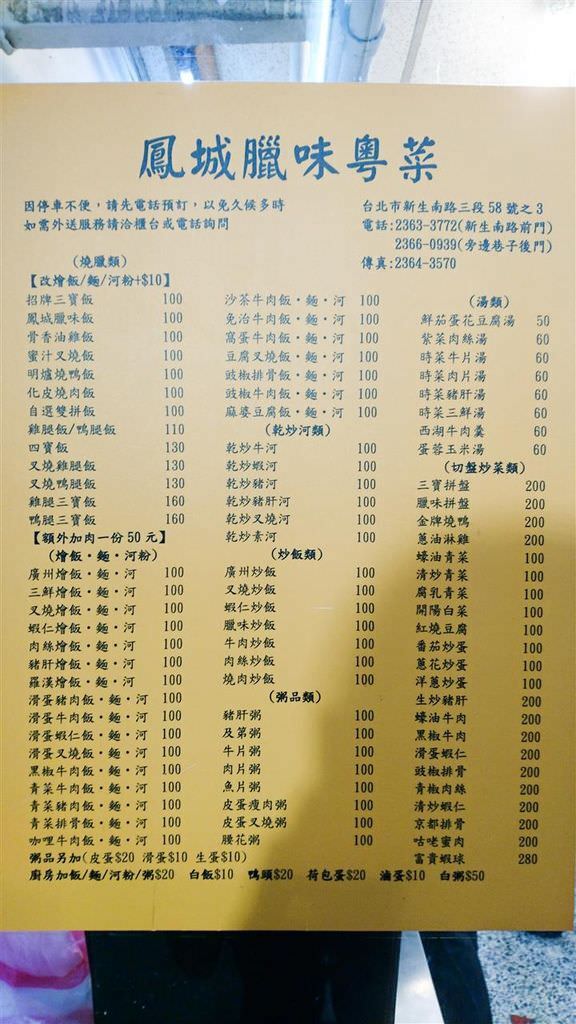 鳳城臘味粵菜
因停車不便，請先電話預訂，以免久候多時
如需外送服務請洽櫃台或電話詢問
台北市新生南路三段58號之3
電話:2363-3772(新生南路前門)
2366-0939(旁邊巷子後門)
傳真:2364-3570
(燒臘類)
【改燴飯/麵/河粉+$10】
招牌三寶飯 100
鳳城臘味飯 100
骨香油雞飯 100
蜜汁叉燒飯 100
明爐燒鴨飯 100
化皮燒肉飯 100
自選雙拼飯 100
雞腿飯/鴨腿飯 110
四寶飯 130
叉燒雞腿飯 130
叉燒鴨腿飯 130
雞腿三寶飯 160
鴨腿三寶飯 160
【額外加肉一份50元】
(燴飯・麵・河粉)
廣州燴飯・麵・河 100
三鮮燴飯・麵・河 100
叉燒燴飯・麵・河 100
蝦仁燴飯・麵・河 100
肉絲燴飯・麵・河 100
豬肝燴飯・麵・河 100
羅漢燴飯・麵・河 100
滑蛋豬肉飯・麵・河 100
滑蛋牛肉飯・麵・河 100
滑蛋蝦仁飯・麵・河 100
滑蛋叉燒飯・麵・河 100
黑椒牛肉飯・麵・河 100
青菜牛肉飯・麵・河 100
青菜豬肉飯・麵・河 100
青菜排骨飯・麵・河 100
咖哩牛肉飯・麵・河 100
沙茶牛肉飯・麵・河 100
免治牛肉飯・麵・河 100
窩蛋牛肉飯・麵・河 100
豆腐叉燒飯・麵・河 100
豉椒排骨飯・麵・河 100
豉椒牛肉飯・麵・河 100
麻婆豆腐飯・麵・河 100
(乾炒河類)
乾炒牛河 100
乾炒蝦河 100
乾炒豬河 100
乾炒豬肝河 100
乾炒叉燒河 100
乾炒素河 100
(炒飯類)
廣州炒飯 100
叉燒炒飯 100
蝦仁炒飯 100
臘味炒飯 100
牛肉炒飯 100
肉絲炒飯 100
燒肉炒飯 100
(粥品類)
豬肝粥 100
及第粥 100
牛片粥 100
肉片粥 100
魚片粥 100
皮蛋瘦肉粥 100
皮蛋叉燒粥 100
腰花粥 100
(湯類)
鮮茄蛋花豆腐湯 50
紫菜肉絲湯 60
時菜牛片湯 60
時菜肉片湯 60
時菜豬肝湯 60
時菜三鮮湯 60
西湖牛肉羹 60
蛋蓉玉米湯 60
(切盤炒菜類)
三寶拼盤 200
臘味拼盤 200
金牌燒鴨 200
蔥油淋雞 200
蠔油青菜 100
清炒青菜 100
腐乳青菜 100
開陽白菜 100
紅燒豆腐 100
番茄炒蛋 100
蔥花炒蛋 100
洋蔥炒蛋 100
生炒豬肝 200
蠔油牛肉 200
黑椒牛肉 200
滑蛋蝦仁 200
豉椒排骨 200
青椒肉絲 200
清炒蝦仁 200
京都排骨 200
咕咾蜜肉 200
富貴蝦球 280
粥品另加(皮蛋$20 滑蛋$10 生蛋$10)
廚房加飯/麵/河粉/粥$20 白飯$10 鴨頭$20 荷包蛋$20 滷蛋$10 白粥$50